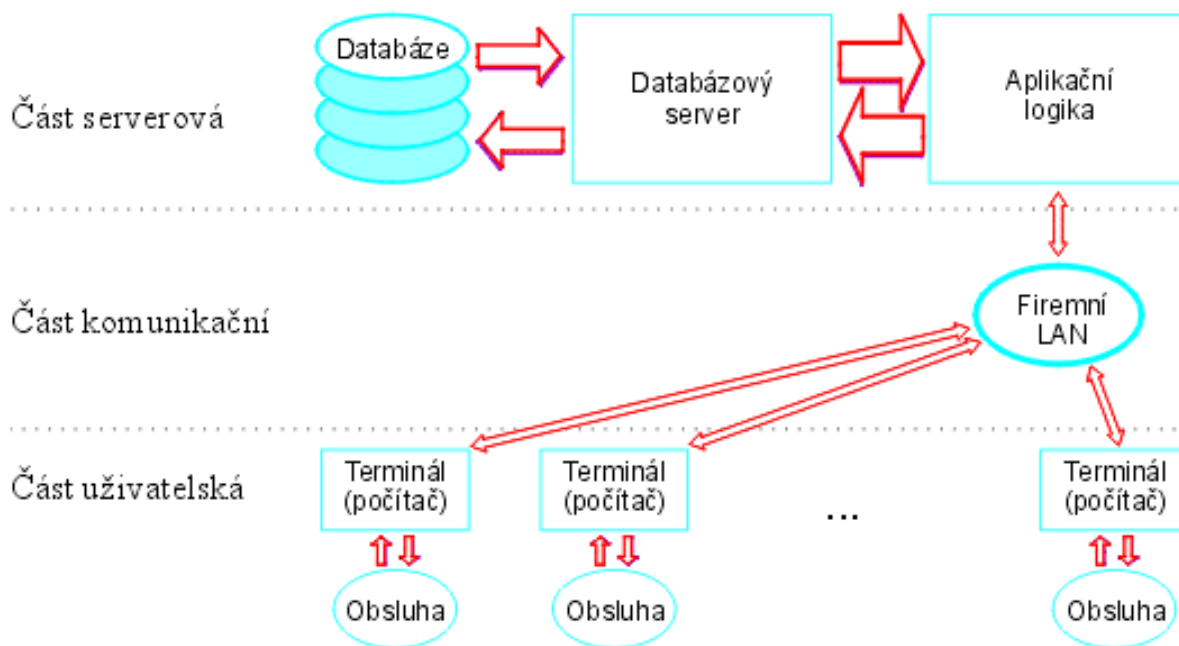 Databáze
Databázový
server
Aplikační
logika
Část serverová
Část komunikační
Firemní
LAN
Část uživatelská
Terminál
(počítač)
Terminál
(počítač)
...
Terminál
(počítač)
Obsluha
Obsluha
Obsluha